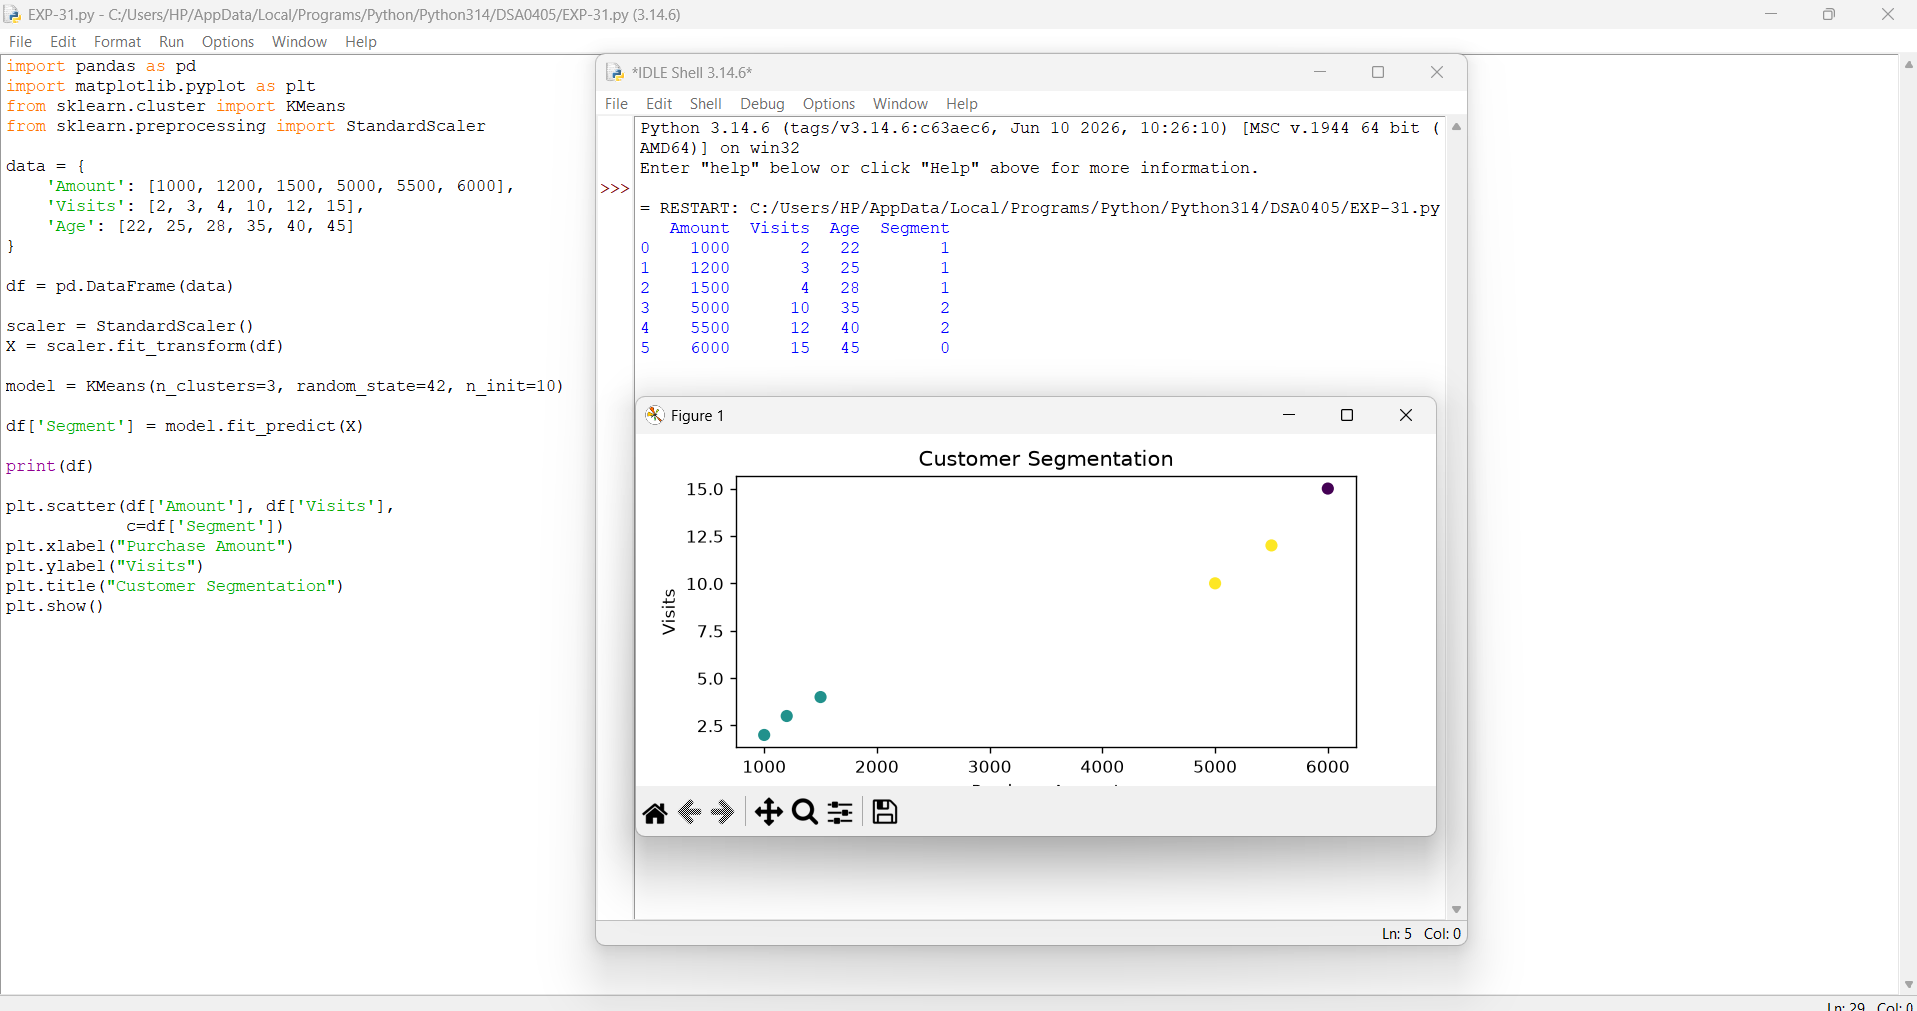 EXP-31.py - C:/Users/HP/AppData/Local/Programs/Python/Python314/DSA0405/EXP-31.py (3.14.6)
File Edit Format Run Options Window Help
import pandas as pd
import matplotlib.pyplot as plt
from sklearn.cluster import KMeans
from sklearn.preprocessing import StandardScaler
data = {
    'Amount': [1000, 1200, 1500, 5000, 5500, 6000],
    'Visits': [2, 3, 4, 10, 12, 15],
    'Age': [22, 25, 28, 35, 40, 45]
}
df = pd.DataFrame(data)
scaler = StandardScaler()
X = scaler.fit_transform(df)
model = KMeans(n_clusters=3, random_state=42, n_init=10)
df['Segment'] = model.fit_predict(X)
print(df)
plt.scatter(df['Amount'], df['Visits'],
            c=df['Segment'])
plt.xlabel("Purchase Amount")
plt.ylabel("Visits")
plt.title("Customer Segmentation")
plt.show()
*IDLE Shell 3.14.6*
File Edit Shell Debug Options Window Help
Python 3.14.6 (tags/v3.14.6:c63aec6, Jun 10 2026, 10:26:10) [MSC v.1944 64 bit (
AMD64)] on win32
Enter "help" below or click "Help" above for more information.
>>>
= RESTART: C:/Users/HP/AppData/Local/Programs/Python/Python314/DSA0405/EXP-31.py
   Amount  Visits  Age  Segment
0    1000       2   22        1
1    1200       3   25        1
2    1500       4   28        1
3    5000      10   35        2
4    5500      12   40        2
5    6000      15   45        0
Figure 1
Customer Segmentation
15.0
12.5
10.0
7.5
5.0
2.5
Visits
1000 2000 3000 4000 5000 6000
Ln: 5 Col: 0
Ln: 29 Col: 0